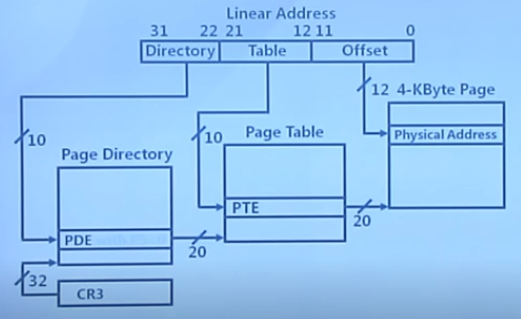 Linear Address
31 22 21 12 11 0
Directory Table Offset
12 4-KByte Page
10 10 Page Table Physical Address
Page Directory
PTE
20
PDE
20
32
CR3